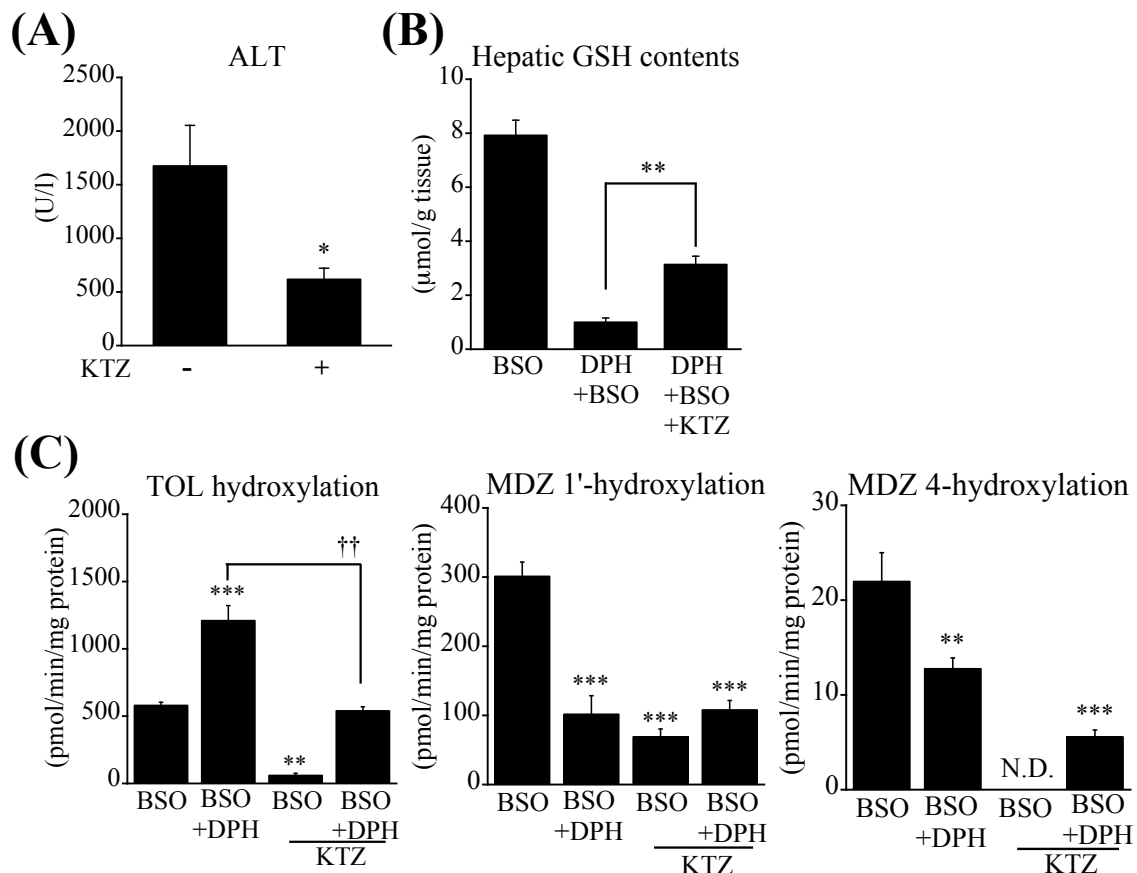 (A)
ALT
(U/l)
2500
2000
1500
1000
500
0
*
KTZ - +
(B)
Hepatic GSH contents
(µmol/g tissue)
10
8
6
4
2
0
**
BSO DPH DPH
+BSO +BSO
+KTZ
(C)
TOL hydroxylation
(pmol/min/mg protein)
2000
1500
1000
500
0
***
**
††
BSO BSO BSO BSO
+DPH +DPH
KTZ
MDZ 1'-hydroxylation
(pmol/min/mg protein)
400
300
200
100
0
***
***
***
BSO BSO BSO BSO
+DPH +DPH
KTZ
MDZ 4-hydroxylation
(pmol/min/mg protein)
30
20
10
0
**
N.D.
***
BSO BSO BSO BSO
+DPH +DPH
KTZ